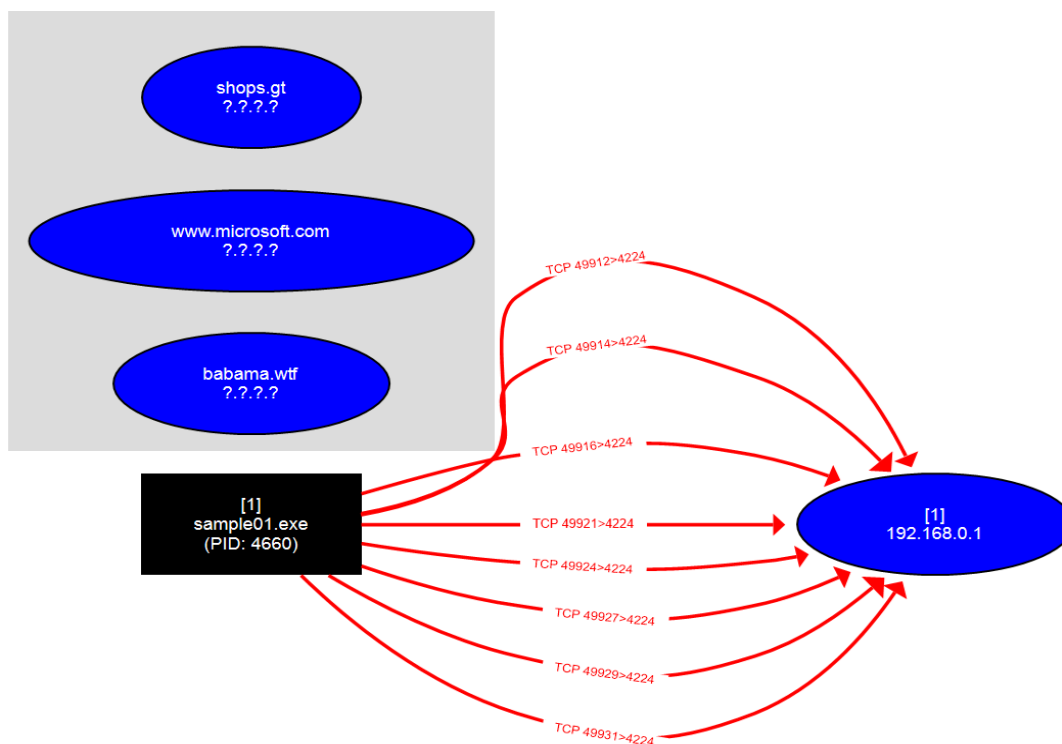 shops.gt
?.?.?.?
www.microsoft.com
?.?.?.?
babama.wtf
?.?.?.?
TCP 49912>4224
TCP 49914>4224
TCP 49916>4224
[1]
sample01.exe
(PID: 4660)
TCP 49921>4224
[1]
192.168.0.1
TCP 49924>4224
TCP 49927>4224
TCP 49929>4224
TCP 49931>4224